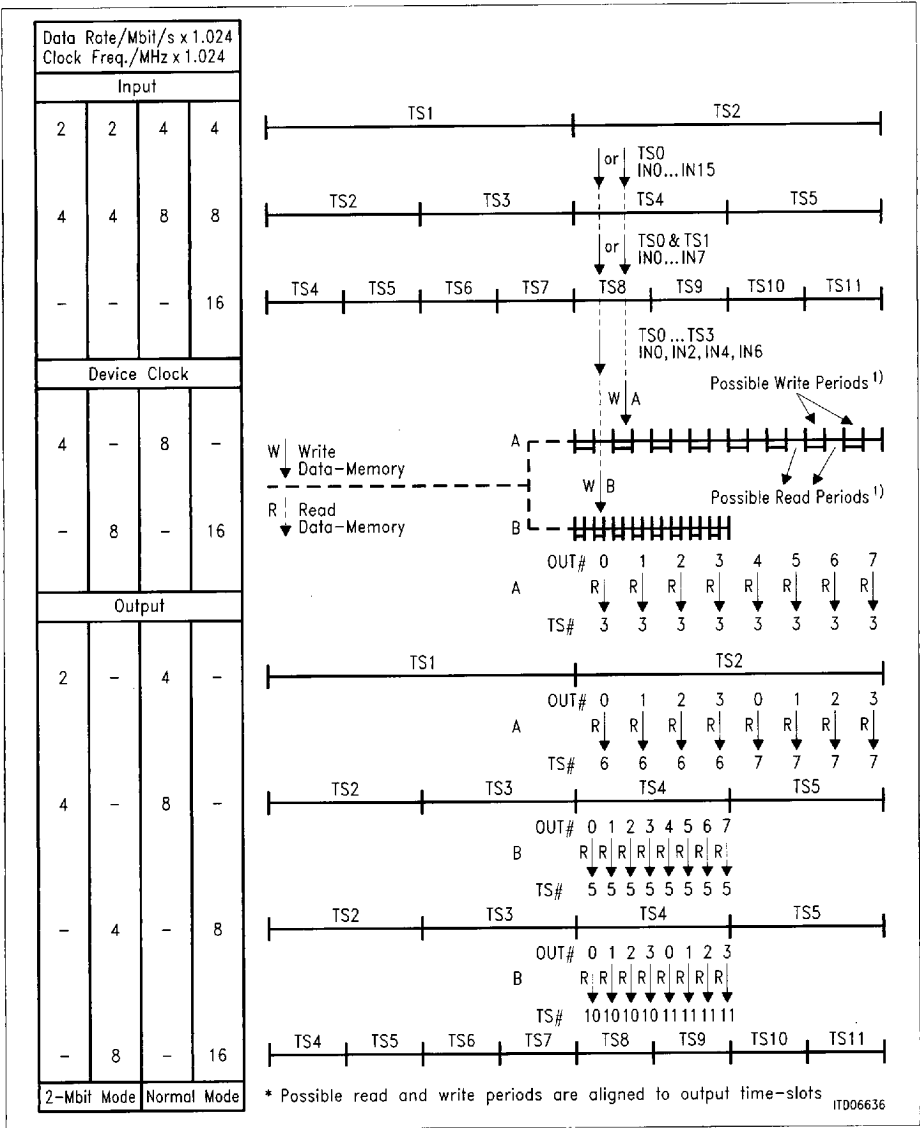 Data Rate/Mbit/s x 1.024
Clock Freq./MHz x 1.024
Input
TS1 TS2
2 2 4 4
or TS0
IN0...IN15
TS2 TS3 TS4 TS5
4 4 8 8
or TS0 & TS1
IN0...IN7
TS4 TS5 TS6 TS7 TS8 TS9 TS10 TS11
– – – 16
TS0 ...TS3
IN0, IN2, IN4, IN6
Device Clock
Possible Write Periods 1)
W A
4 – 8 –
A
W Write
Data-Memory
W B
Possible Read Periods 1)
R Read
Data-Memory
– 8 – 16
B
OUT# 0 1 2 3 4 5 6 7
A R R R R R R R R
Output
TS# 3 3 3 3 3 3 3 3
TS1 TS2
2 – 4 –
OUT# 0 1 2 3 0 1 2 3
A R R R R R R R R
TS# 6 6 6 6 7 7 7 7
TS2 TS3 TS4 TS5
4 – 8 –
OUT# 0 1 2 3 4 5 6 7
B R R R R R R R R
TS# 5 5 5 5 5 5 5 5
TS2 TS3 TS4 TS5
– 4 – 8
OUT# 0 1 2 3 0 1 2 3
B R R R R R R R R
TS# 10 10 10 10 11 11 11 11
TS4 TS5 TS6 TS7 TS8 TS9 TS10 TS11
– 8 – 16
2-Mbit Mode Normal Mode
* Possible read and write periods are aligned to output time-slots
ITD06636